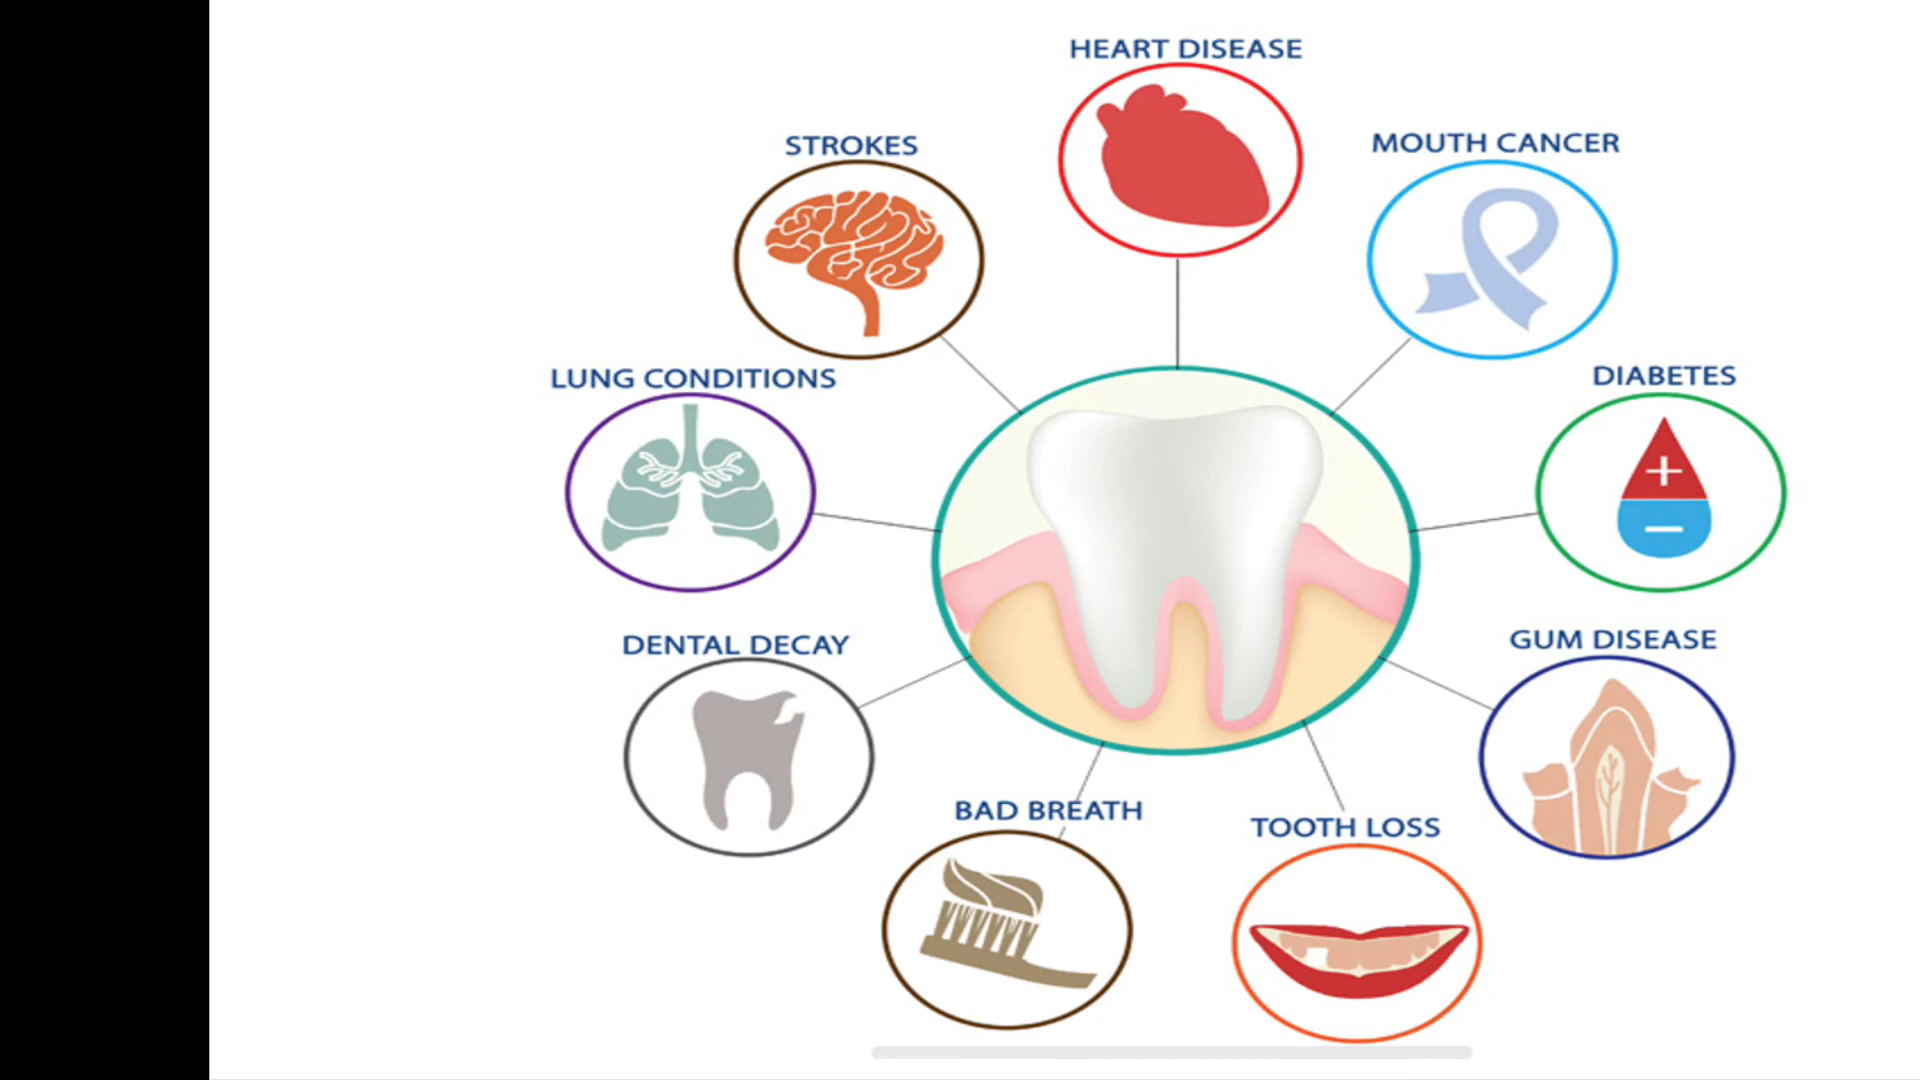 HEART DISEASE
STROKES
MOUTH CANCER
LUNG CONDITIONS
DIABETES
DENTAL DECAY
GUM DISEASE
BAD BREATH
TOOTH LOSS